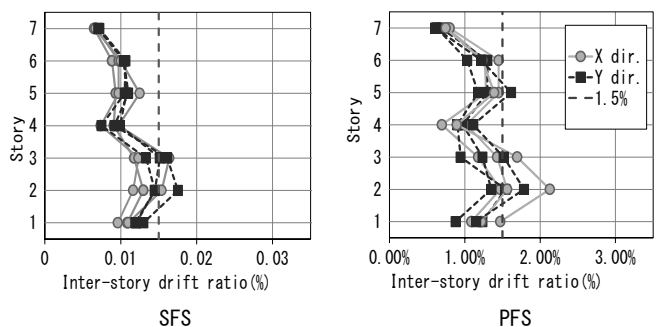 Story
7
6
5
4
3
2
1
0
0.01
0.02
0.03
Inter-story drift ratio(%)
SFS
7
6
5
4
3
2
1
0.00%
1.00%
2.00%
3.00%
Inter-story drift ratio(%)
PFS
Story
X dir.
Y dir.
1.5%